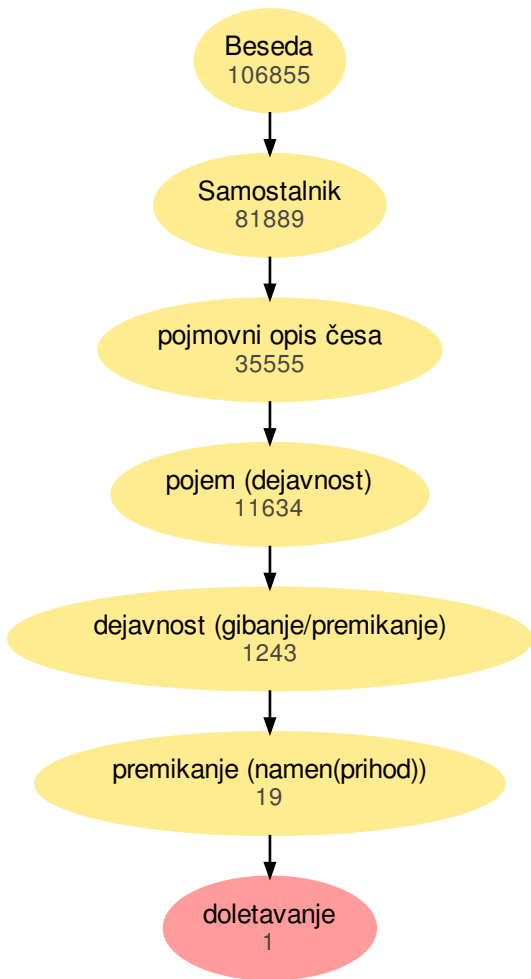 Beseda
106855
Samostalnik
81889
pojmovni opis česa
35555
pojem (dejavnost)
11634
dejavnost (gibanje/premikanje)
1243
premikanje (namen(prihod))
19
doletavanje
1